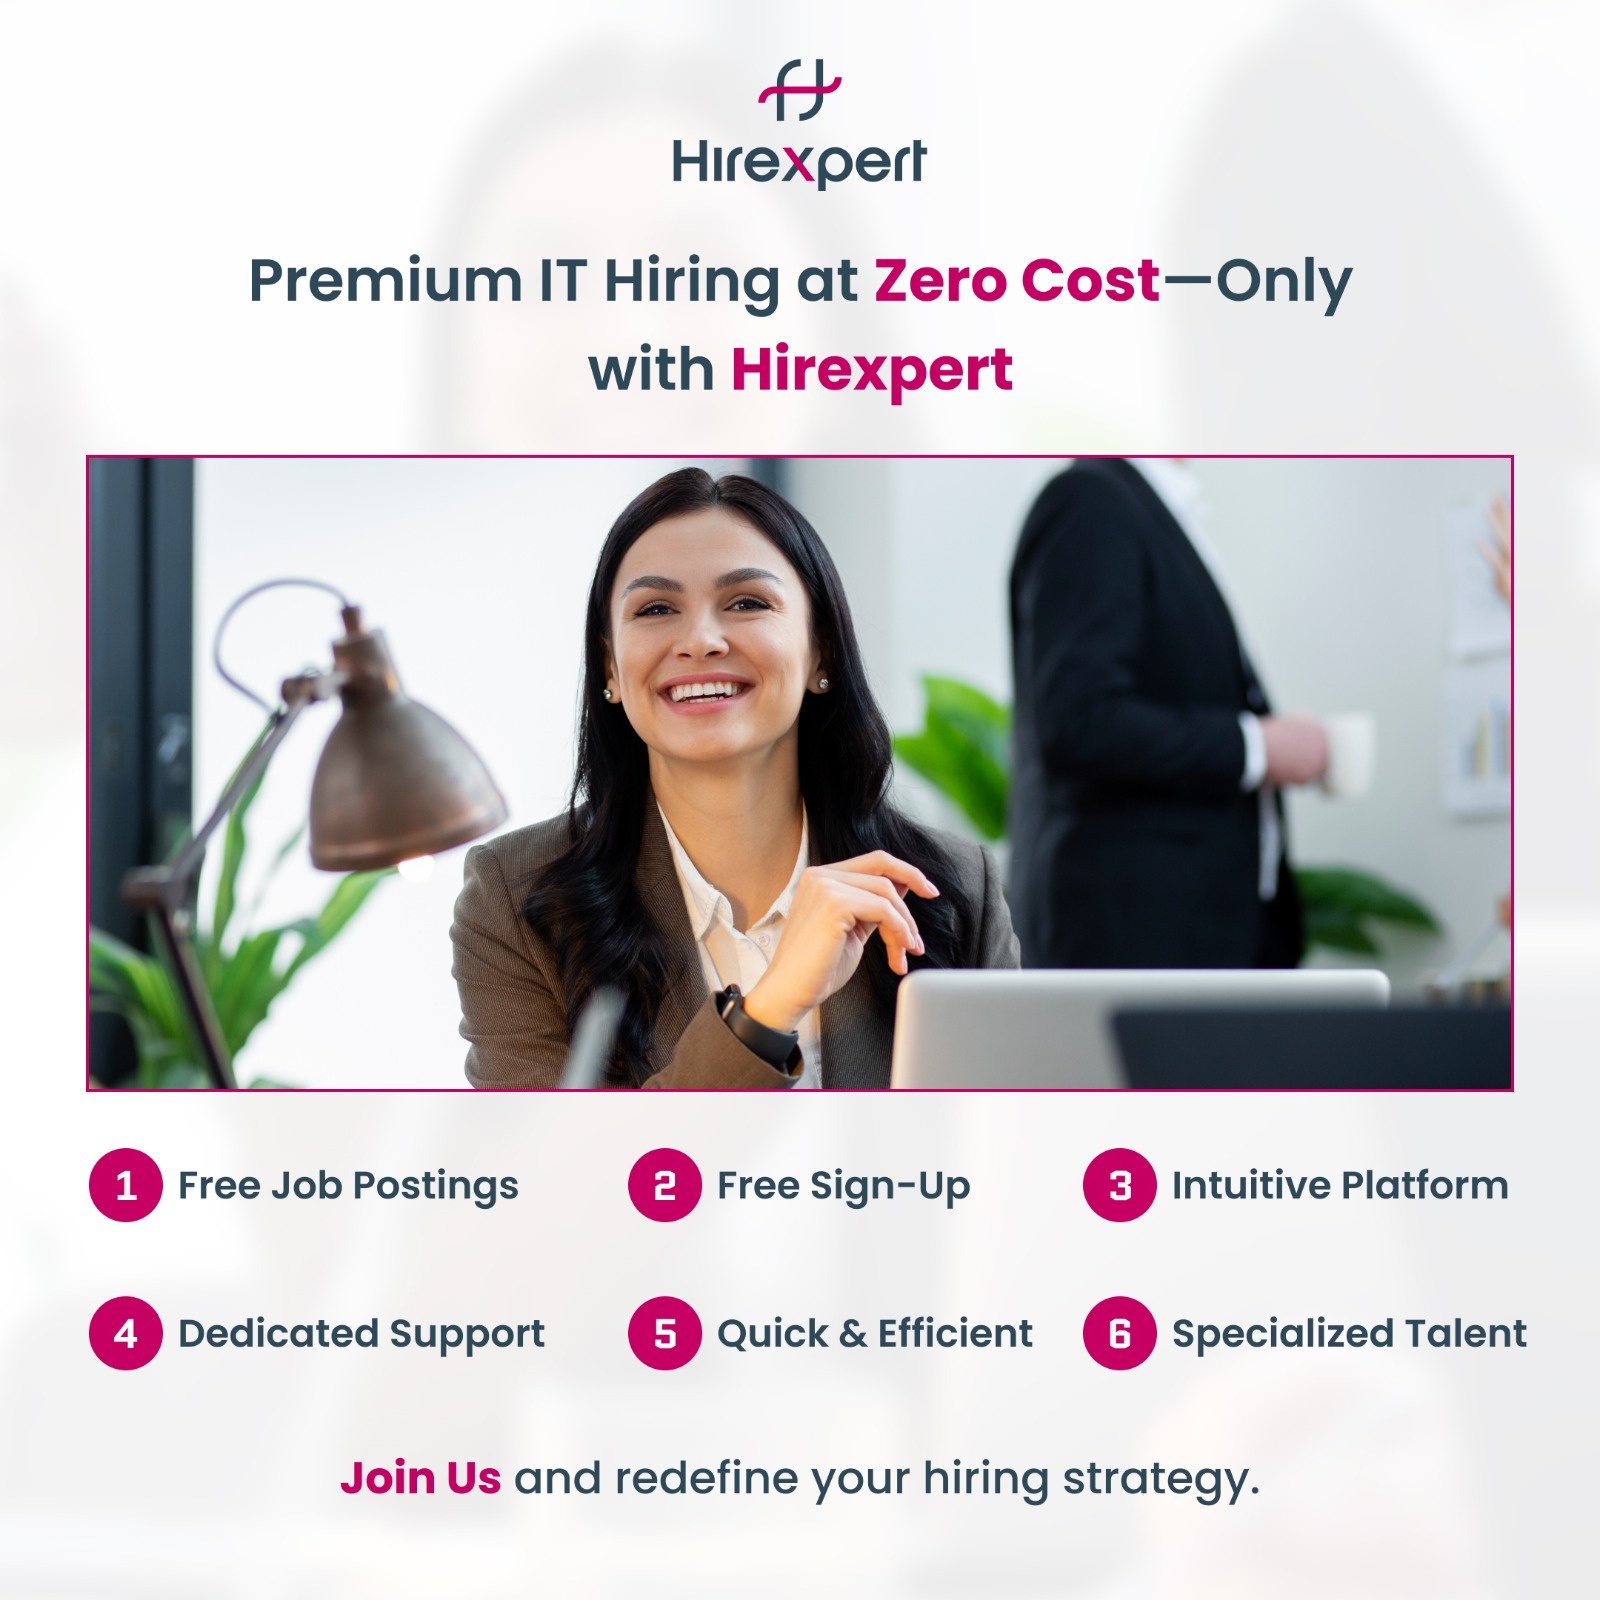 Hirexpert
Premium IT Hiring at Zero Cost—Only
with Hirexpert
1 Free Job Postings
2 Free Sign-Up
3 Intuitive Platform
4 Dedicated Support
5 Quick & Efficient
6 Specialized Talent
Join Us and redefine your hiring strategy.